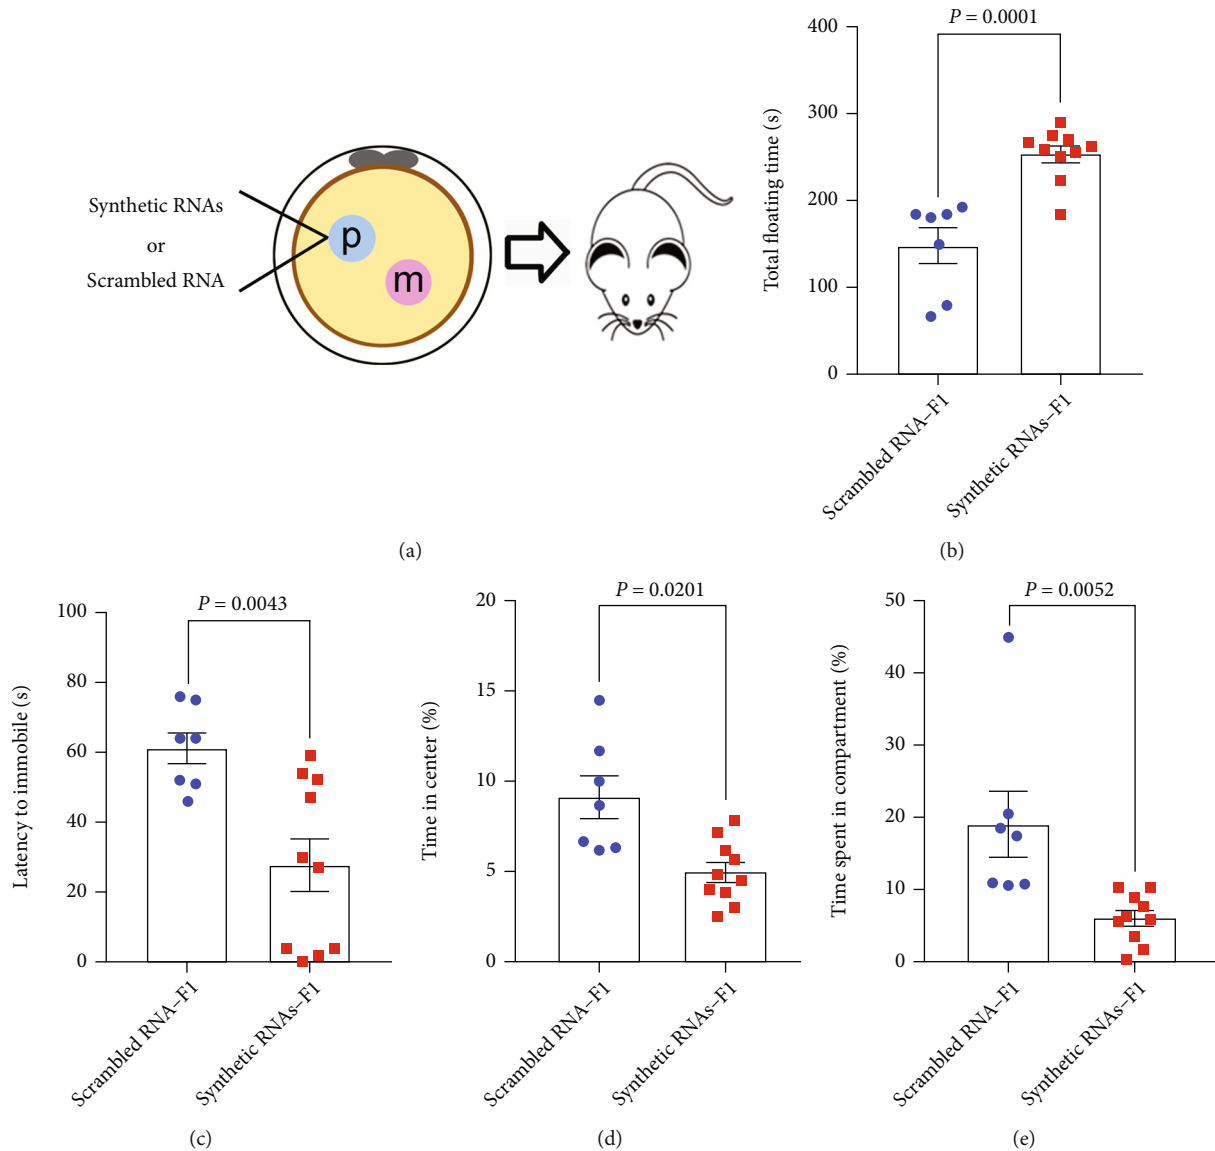 Synthetic RNAs
or
Scrambled RNA
p
m
(a)
P = 0.0001
Total floating time (s)
400
300
200
100
0
Scrambled RNA–F1
Synthetic RNAs–F1
(b)
P = 0.0043
Latency to immobile (s)
100
80
60
40
20
0
Scrambled RNA–F1
Synthetic RNAs–F1
(c)
P = 0.0201
Time in center (%)
20
15
10
5
0
Scrambled RNA–F1
Synthetic RNAs–F1
(d)
P = 0.0052
Time spent in compartment (%)
50
40
30
20
10
0
Scrambled RNA–F1
Synthetic RNAs–F1
(e)